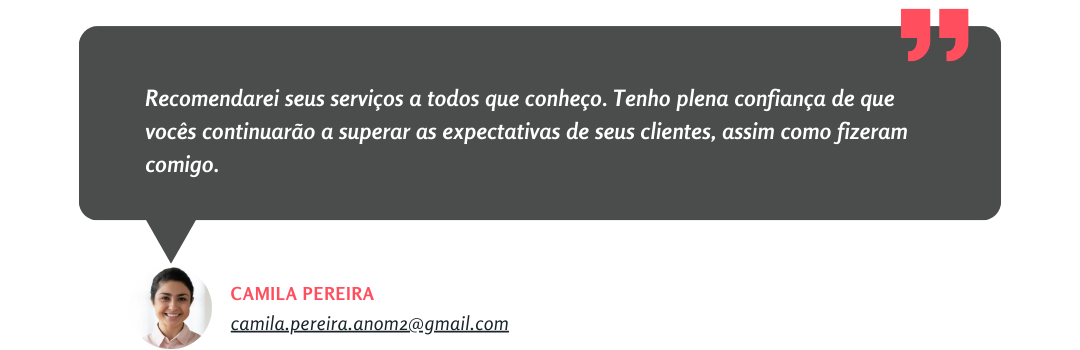 Recomendarei seus serviços a todos que conheço. Tenho plena confiança de que
vocês continuarão a superar as expectativas de seus clientes, assim como fizeram
comigo.
CAMILA PEREIRA
camila.pereira.anom2@gmail.com